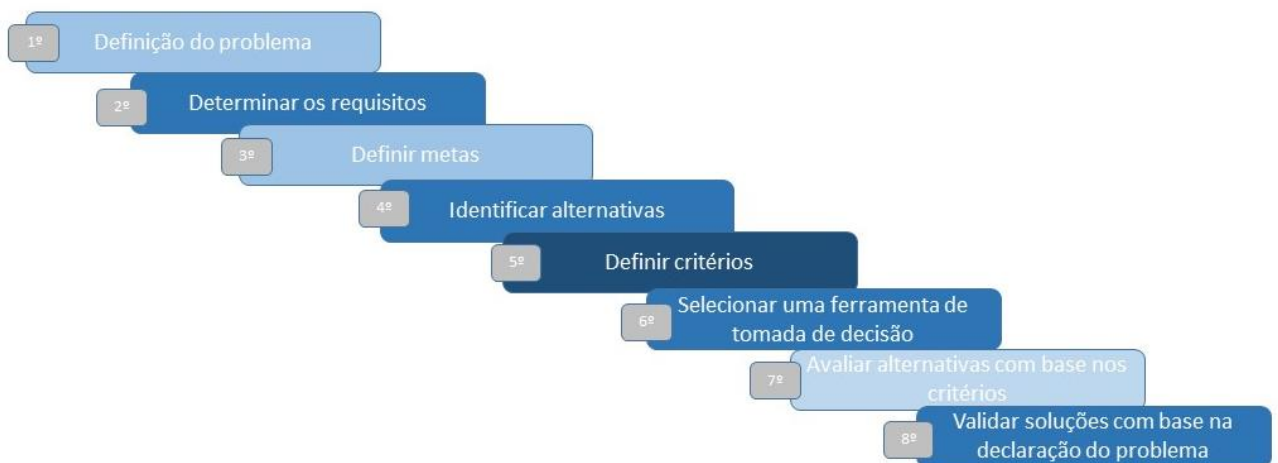 1º
Definição do problema
2º
Determinar os requisitos
3º
Definir metas
4º
Identificar alternativas
5º
Definir critérios
6º
Selecionar uma ferramenta de
tomada de decisão
7º
Avaliar alternativas com base nos
critérios
8º
Validar soluções com base na
declaração do problema